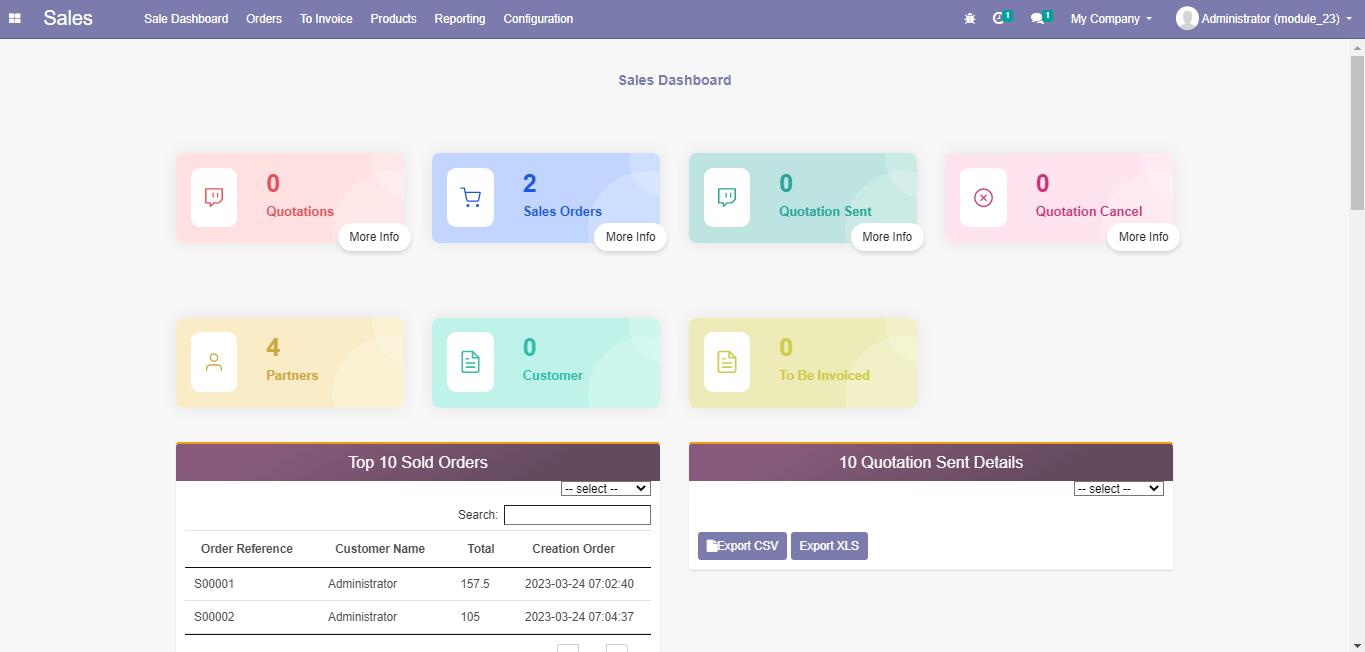 Sales Sale Dashboard Orders To Invoice Products Reporting Configuration 1 1 My Company Administrator (module_23)
Sales Dashboard
0
Quotations
More Info
2
Sales Orders
More Info
0
Quotation Sent
More Info
0
Quotation Cancel
More Info
4
Partners
0
Customer
0
To Be Invoiced
Top 10 Sold Orders
-- select --
Search:
Order Reference Customer Name Total Creation Order
S00001 Administrator 157.5 2023-03-24 07:02:40
S00002 Administrator 105 2023-03-24 07:04:37
10 Quotation Sent Details
-- select --
Export CSV Export XLS